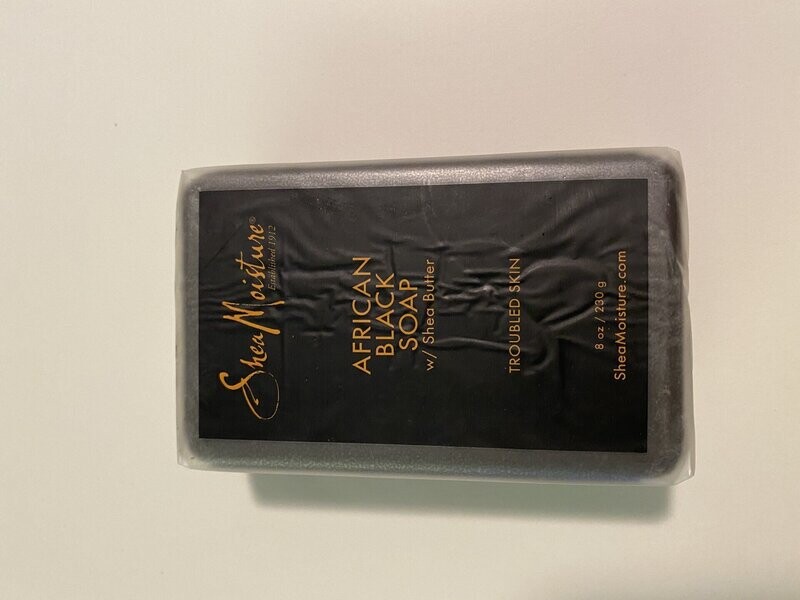 SheaMoisture®
Established 1912
AFRICAN
BLACK
SOAP
w/ Shea Butter
TROUBLED SKIN
8 oz / 230 g
SheaMoisture.com